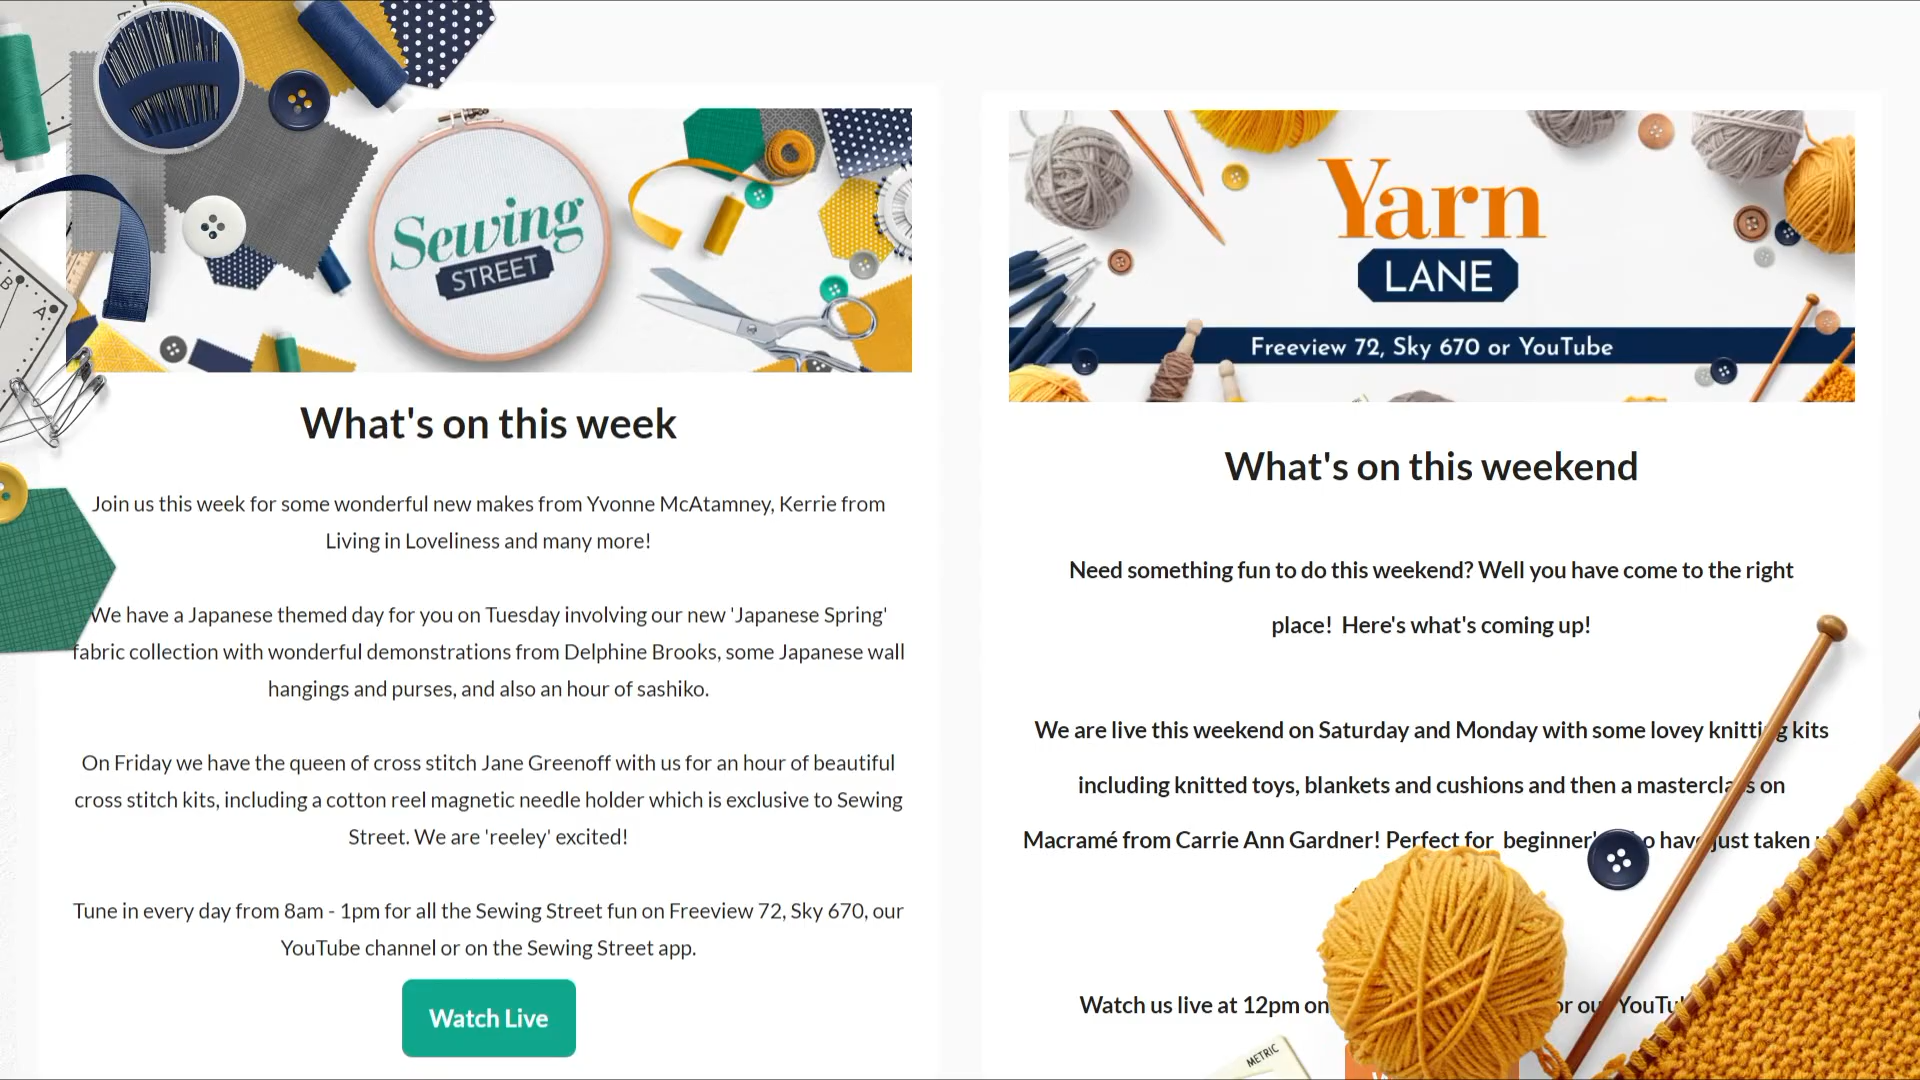 Sewing
STREET
What's on this week
Join us this week for some wonderful new makes from Yvonne McAtamney, Kerrie from
Living in Loveliness and many more!
We have a Japanese themed day for you on Tuesday involving our new 'Japanese Spring'
fabric collection with wonderful demonstrations from Delphine Brooks, some Japanese wall
hangings and purses, and also an hour of sashiko.
On Friday we have the queen of cross stitch Jane Greenoff with us for an hour of beautiful
cross stitch kits, including a cotton reel magnetic needle holder which is exclusive to Sewing
Street. We are 'reeley' excited!
Tune in every day from 8am - 1pm for all the Sewing Street fun on Freeview 72, Sky 670, our
YouTube channel or on the Sewing Street app.
Watch Live
B
A
Yarn
LANE
Freeview 72, Sky 670 or YouTube
What's on this weekend
Need something fun to do this weekend? Well you have come to the right
place! Here's what's coming up!
We are live this weekend on Saturday and Monday with some lovey knitting kits
including knitted toys, blankets and cushions and then a masterclass on
Macramé from Carrie Ann Gardner! Perfect for beginner' have just taken
Watch us live at 12pm on or our YouTu
METRIC